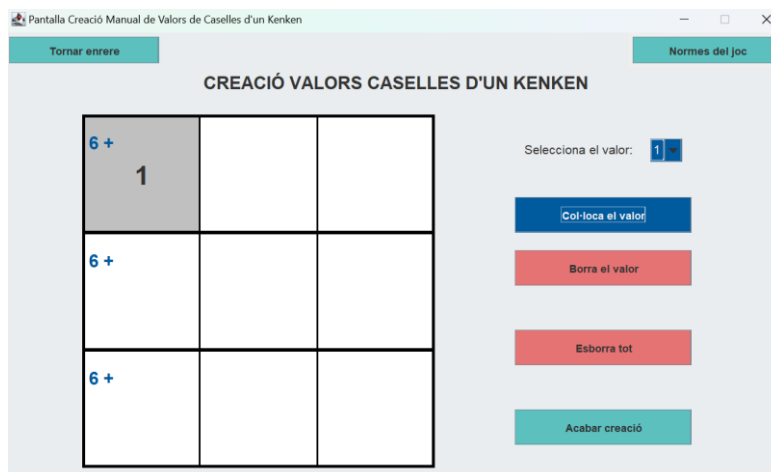 Pantalla Creació Manual de Valors de Caselles d'un Kenken
Tornar enrere
Normes del joc
CREACIÓ VALORS CASELLES D'UN KENKEN
6 +
1
Selecciona el valor: 1
Col·loca el valor
6 +
Borra el valor
Esborra tot
6 +
Acabar creació